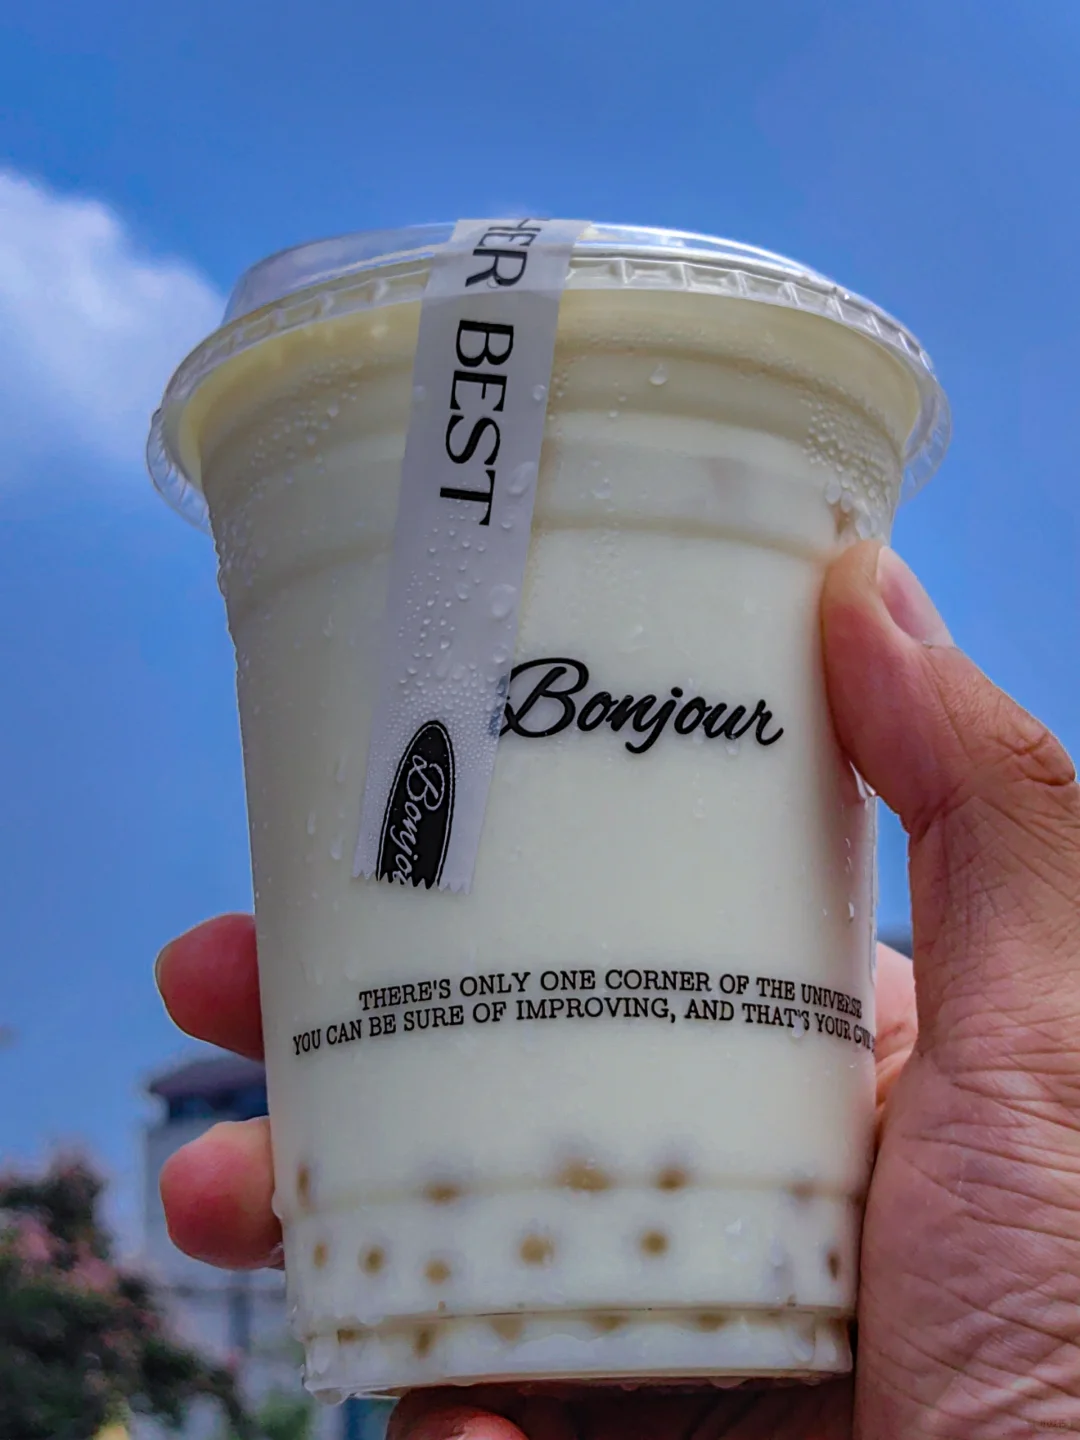 HER BEST
Bonjour
Bonjo
THERE'S ONLY ONE CORNER OF THE UNIVERSE
YOU CAN BE SURE OF IMPROVING, AND THAT'S YOUR